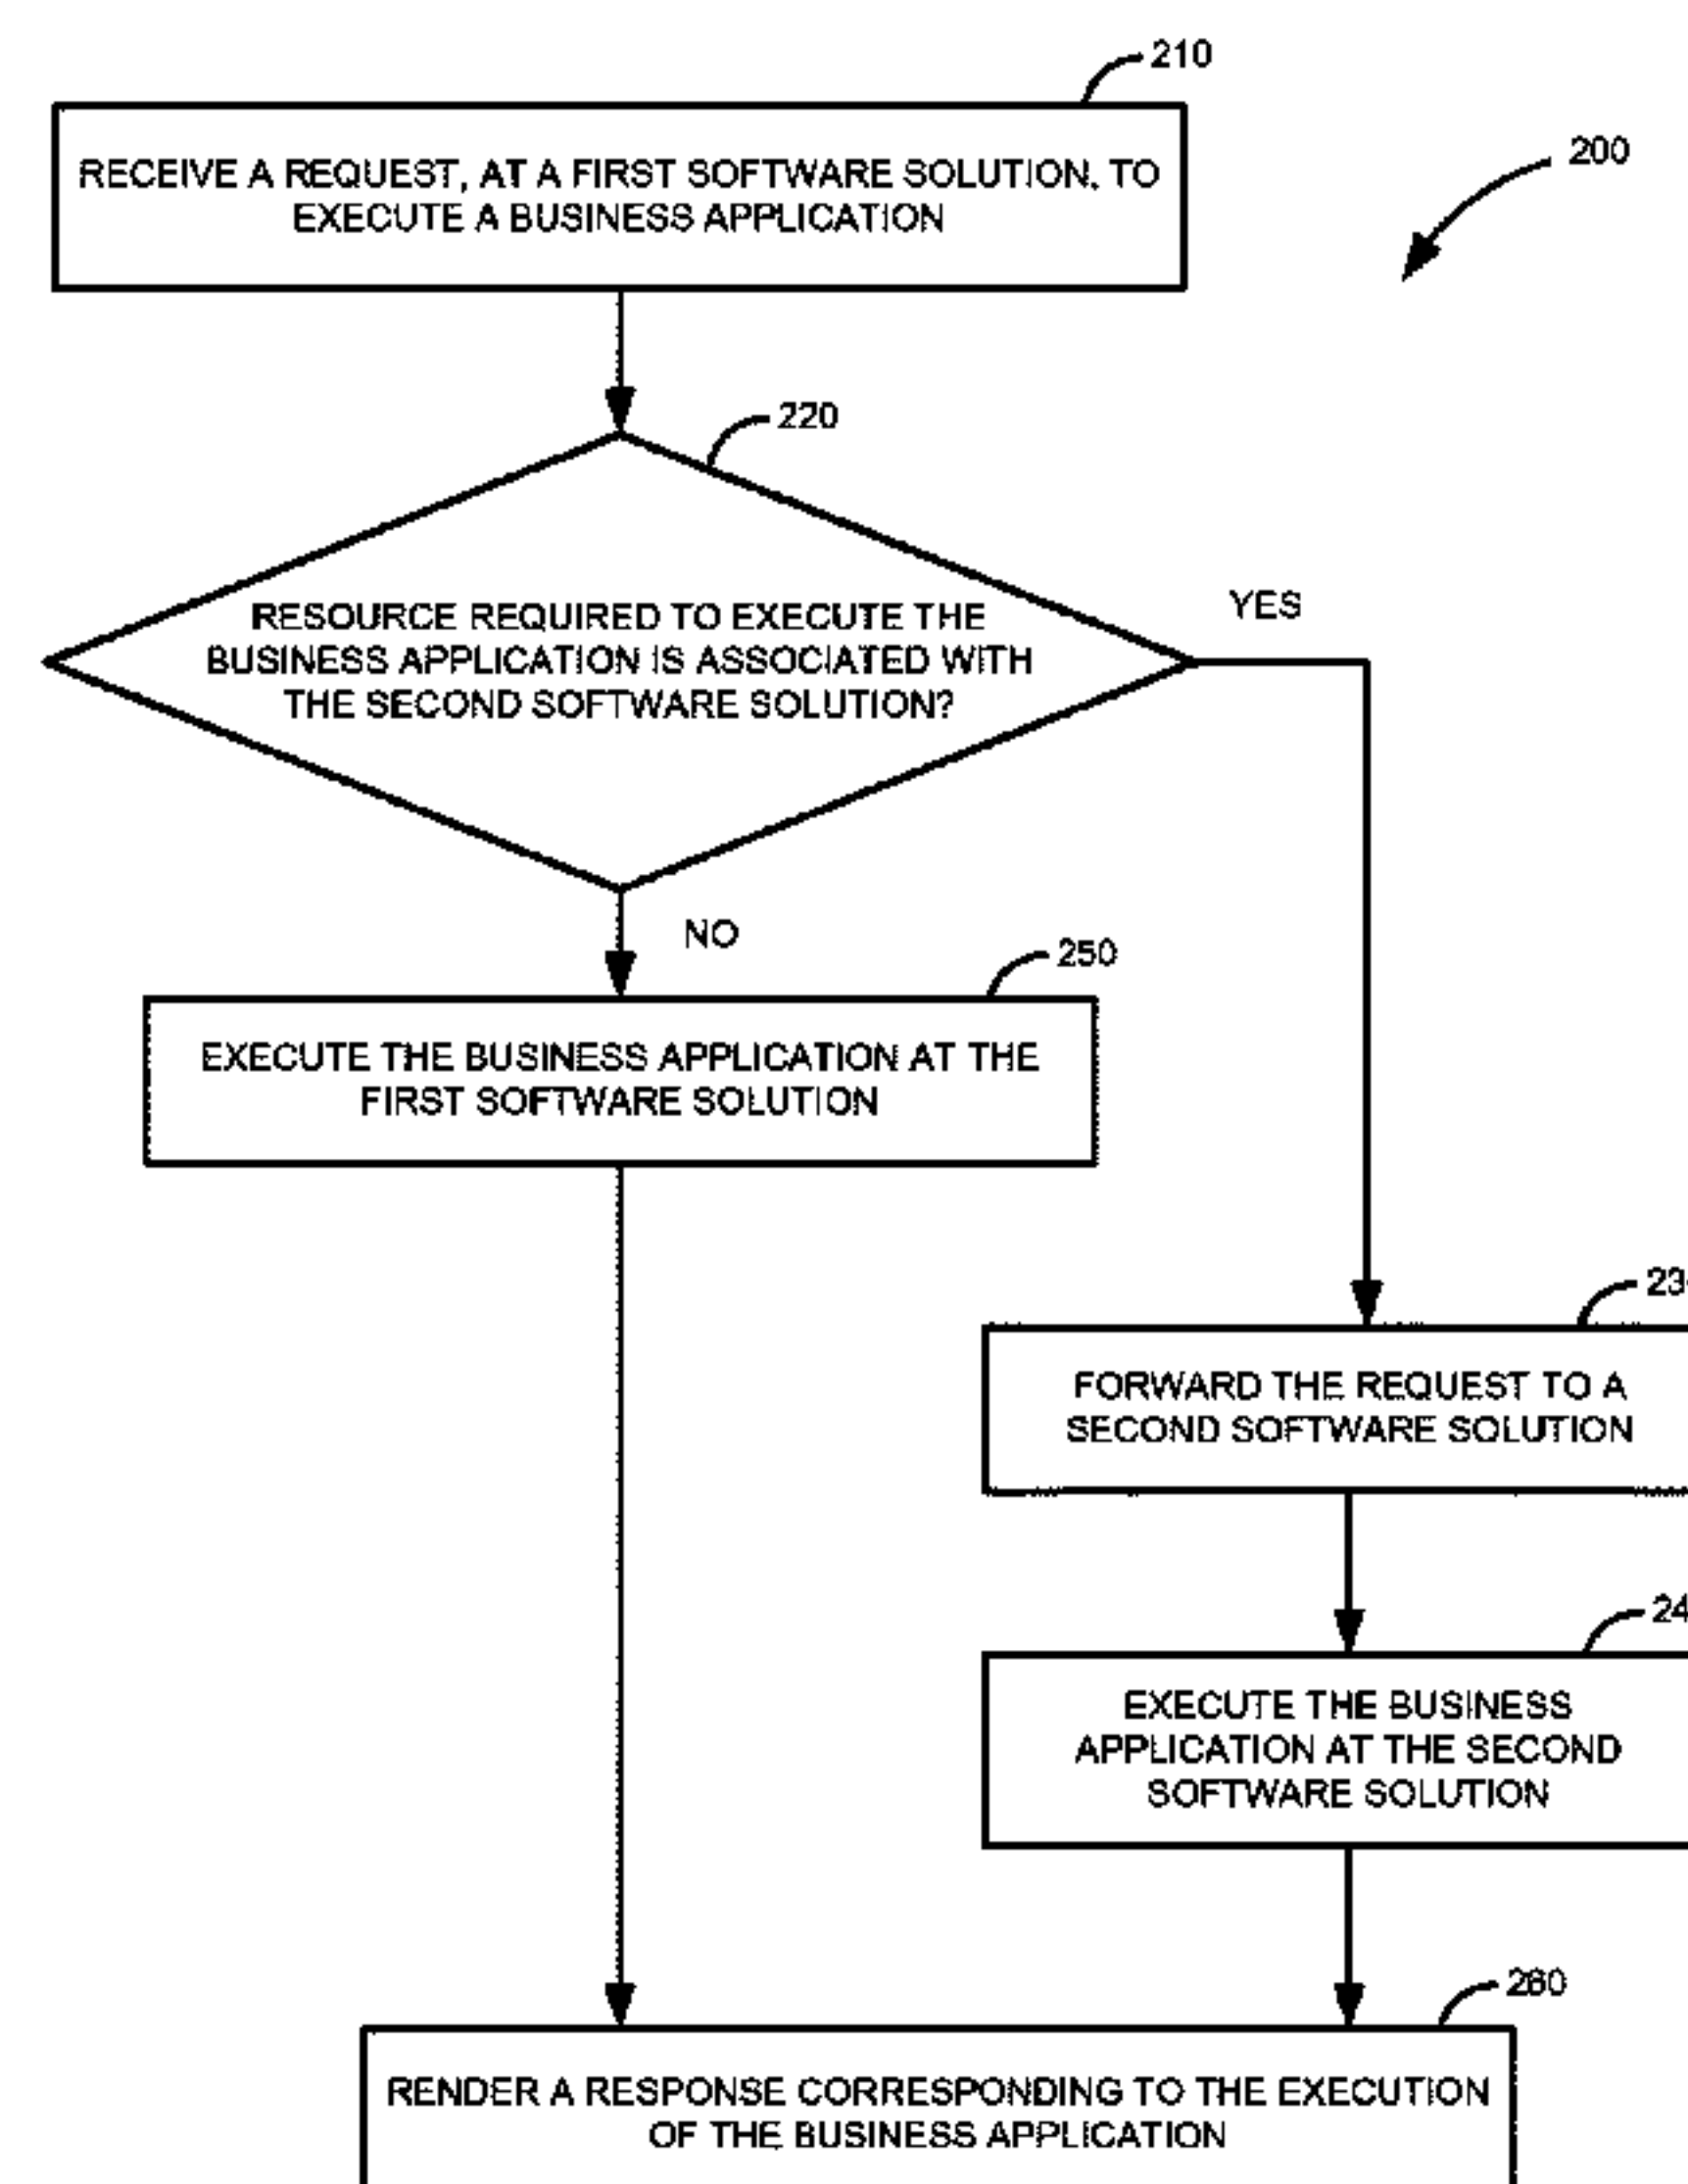 210
200
RECEIVE A REQUEST, AT A FIRST SOFTWARE SOLUTION, TO
EXECUTE A BUSINESS APPLICATION
220
RESOURCE REQUIRED TO EXECUTE THE
BUSINESS APPLICATION IS ASSOCIATED WITH
THE SECOND SOFTWARE SOLUTION?
YES
NO
250
EXECUTE THE BUSINESS APPLICATION AT THE
FIRST SOFTWARE SOLUTION
FORWARD THE REQUEST TO A
SECOND SOFTWARE SOLUTION
EXECUTE THE BUSINESS
APPLICATION AT THE SECOND
SOFTWARE SOLUTION
260
RENDER A RESPONSE CORRESPONDING TO THE EXECUTION
OF THE BUSINESS APPLICATION